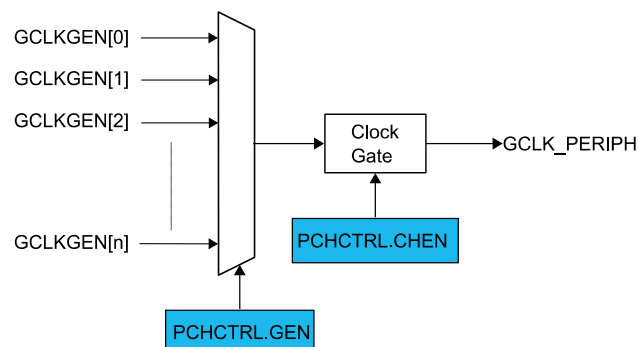 GCLKGEN[0]
GCLKGEN[1]
GCLKGEN[2]
Clock
Gate
GCLK_PERIPH
GCLKGEN[n]
PCHCTRL.CHEN
PCHCTRL.GEN